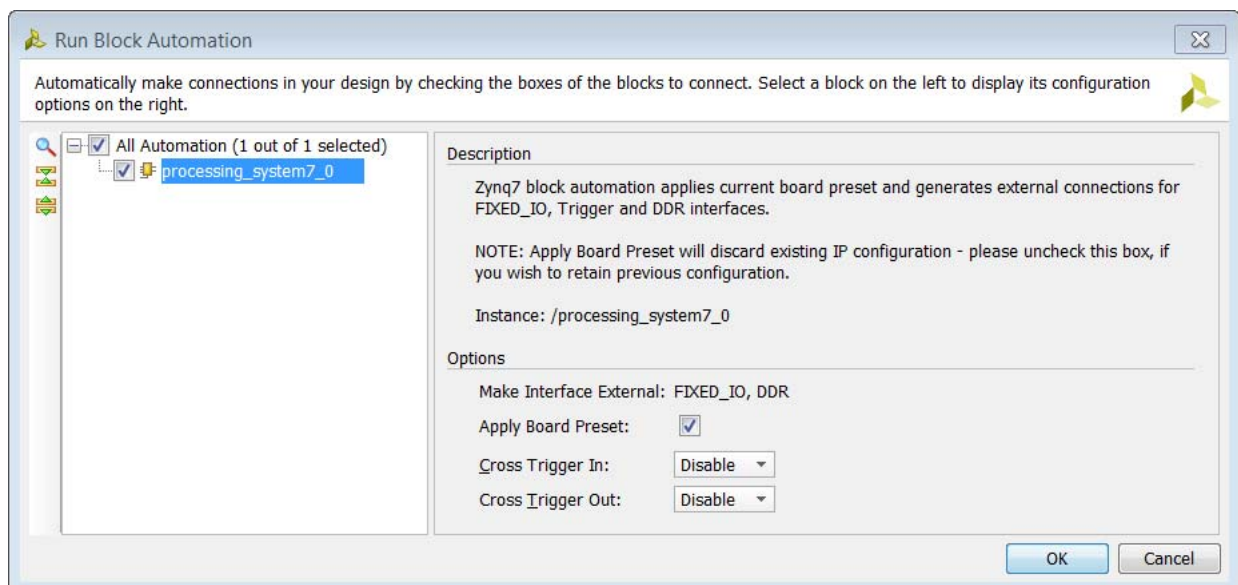 Run Block Automation
Automatically make connections in your design by checking the boxes of the blocks to connect. Select a block on the left to display its configuration
options on the right.
All Automation (1 out of 1 selected)
processing_system7_0
Description
Zynq7 block automation applies current board preset and generates external connections for
FIXED_IO, Trigger and DDR interfaces.
NOTE: Apply Board Preset will discard existing IP configuration - please uncheck this box, if
you wish to retain previous configuration.
Instance: /processing_system7_0
Options
Make Interface External: FIXED_IO, DDR
Apply Board Preset:
Cross Trigger In: Disable
Cross Trigger Out: Disable
OK Cancel